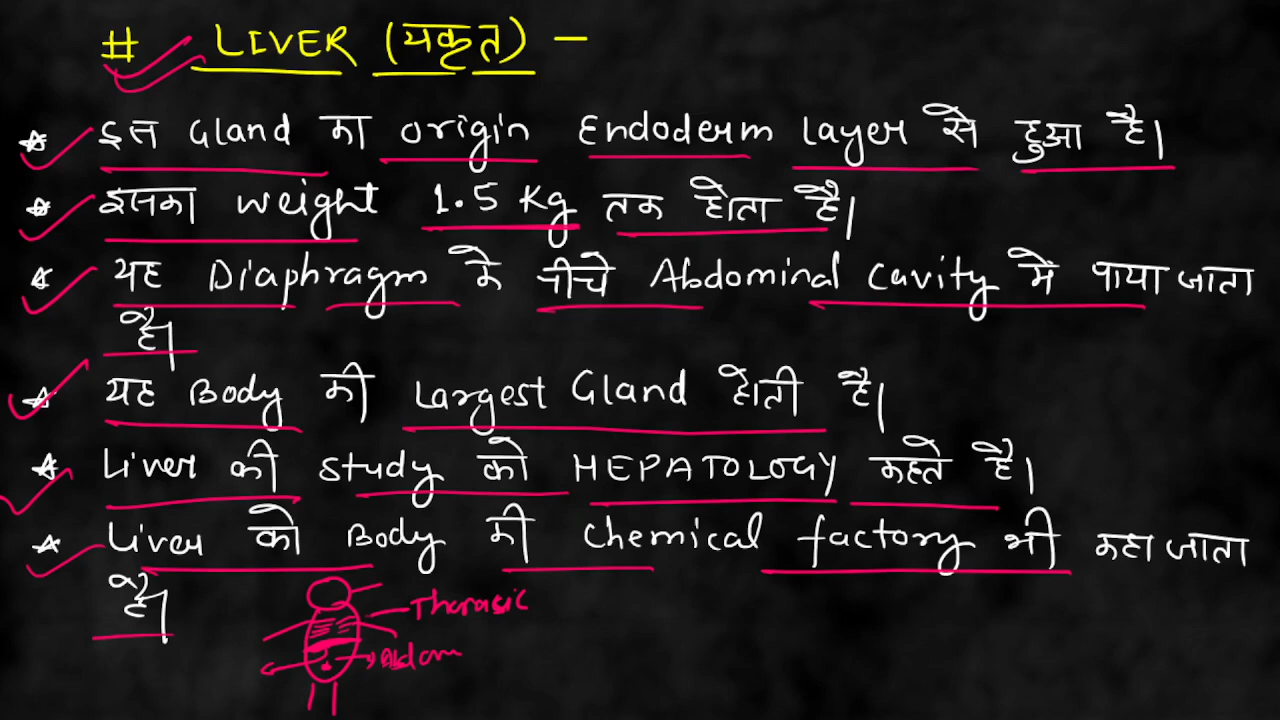 # LIVER (यकृत) –
* इस Gland का origin Endoderm Layer से हुआ है।
* इसका weight 1.5 Kg तक होता है।
* यह Diaphragm के नीचे Abdominal Cavity में पाया जाता
है।
* यह Body की Largest Gland होती है।
* Liver की study को HEPATOLOGY कहते है।
* Liver को Body की Chemical factory भी कहा जाता
है।
Thorasic
Abdom